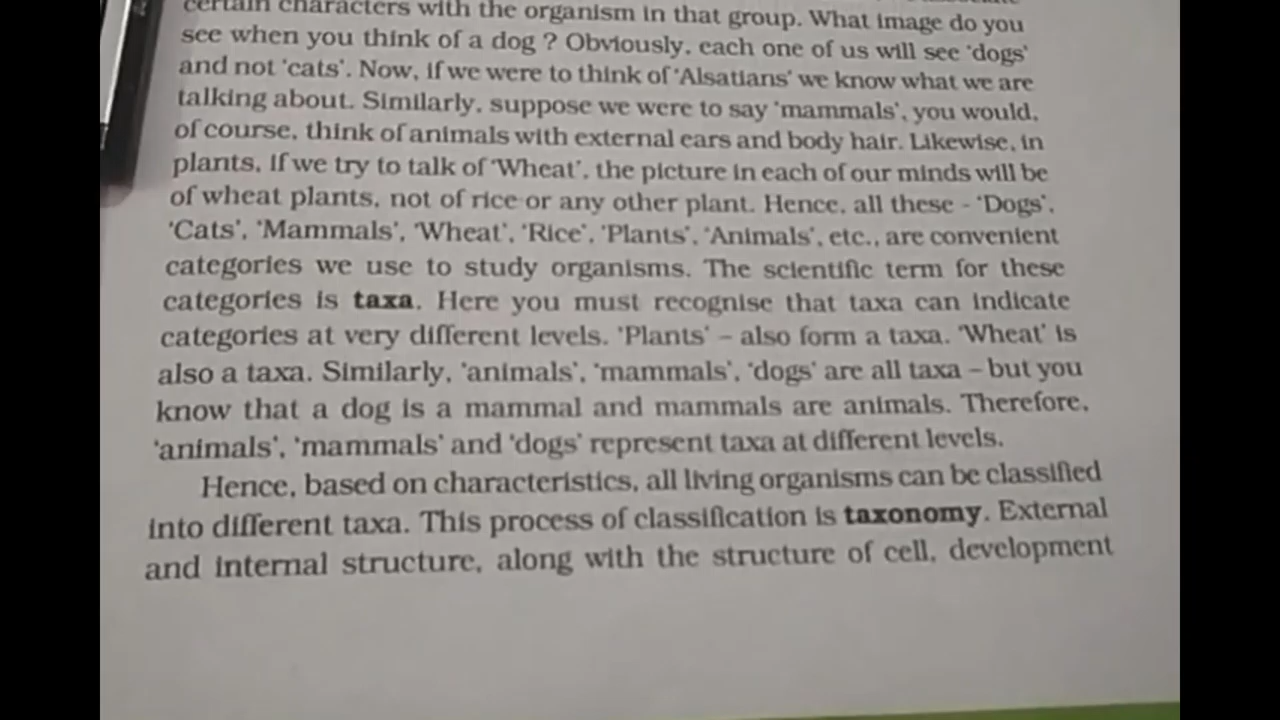 certain characters with the organism in that group. What image do you
see when you think of a dog ? Obviously, each one of us will see 'dogs'
and not 'cats'. Now, if we were to think of 'Alsatians' we know what we are
talking about. Similarly, suppose we were to say 'mammals', you would,
of course, think of animals with external ears and body hair. Likewise, in
plants, if we try to talk of 'Wheat', the picture in each of our minds will be
of wheat plants, not of rice or any other plant. Hence, all these - 'Dogs',
'Cats', 'Mammals', 'Wheat', 'Rice', 'Plants', 'Animals', etc., are convenient
categories we use to study organisms. The scientific term for these
categories is taxa. Here you must recognise that taxa can indicate
categories at very different levels. 'Plants' – also form a taxa. 'Wheat' is
also a taxa. Similarly, 'animals', 'mammals', 'dogs' are all taxa – but you
know that a dog is a mammal and mammals are animals. Therefore,
'animals', 'mammals' and 'dogs' represent taxa at different levels.
Hence, based on characteristics, all living organisms can be classified
into different taxa. This process of classification is taxonomy. External
and internal structure, along with the structure of cell, development